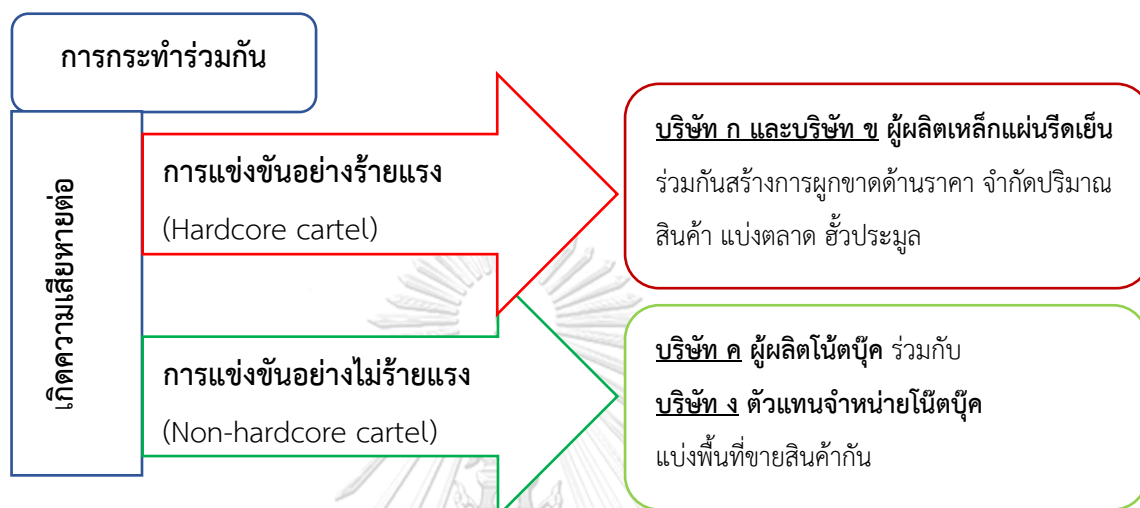 การกระทำร่วมกัน
เกิดความเสียหายต่อ
การแข่งขันอย่างร้ายแรง
(Hardcore cartel)
บริษัท ก และบริษัท ข ผู้ผลิตเหล็กแผ่นรีดเย็น
ร่วมกันสร้างการผูกขาดด้านราคา จำกัดปริมาณ
สินค้า แบ่งตลาด ฮั้วประมูล
การแข่งขันอย่างไม่ร้ายแรง
(Non-hardcore cartel)
บริษัท ค ผู้ผลิตโน้ตบุ๊ค ร่วมกับ
บริษัท ง ตัวแทนจำหน่ายโน๊ตบุ๊ค
แบ่งพื้นที่ขายสินค้ากัน